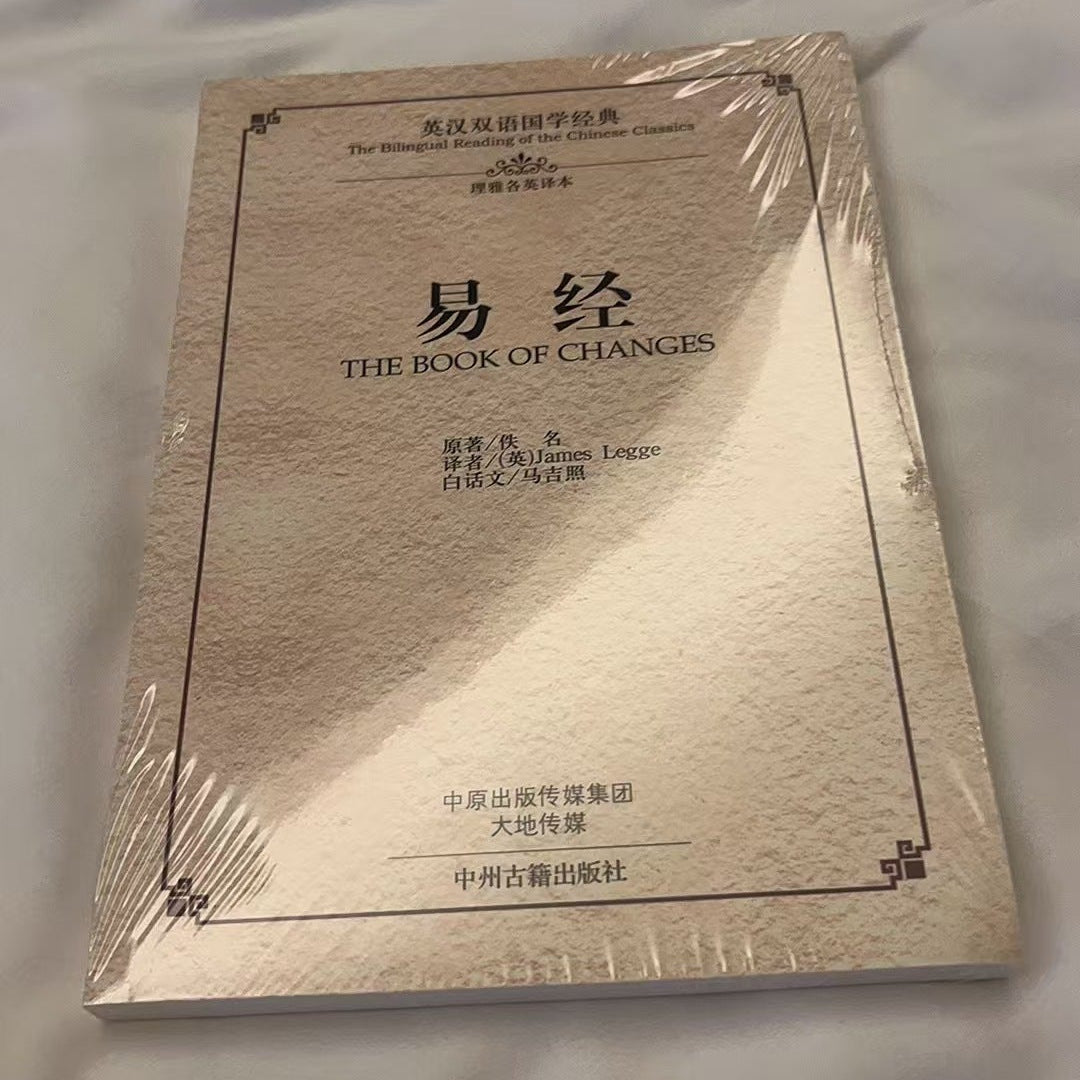 英汉双语国学经典
The Bilingual Reading of the Chinese Classics
理雅各英译本
易 经
THE BOOK OF CHANGES
原著/佚 名
译者/(英)James Legge
白话文/马吉照
中原出版传媒集团
大地传媒
中州古籍出版社